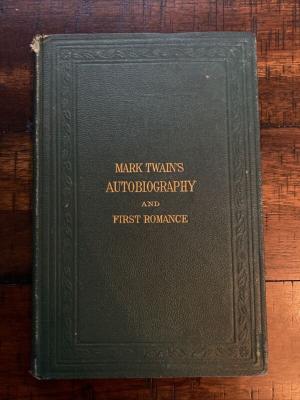 MARK TWAIN'S
AUTOBIOGRAPHY
AND
FIRST ROMANCE